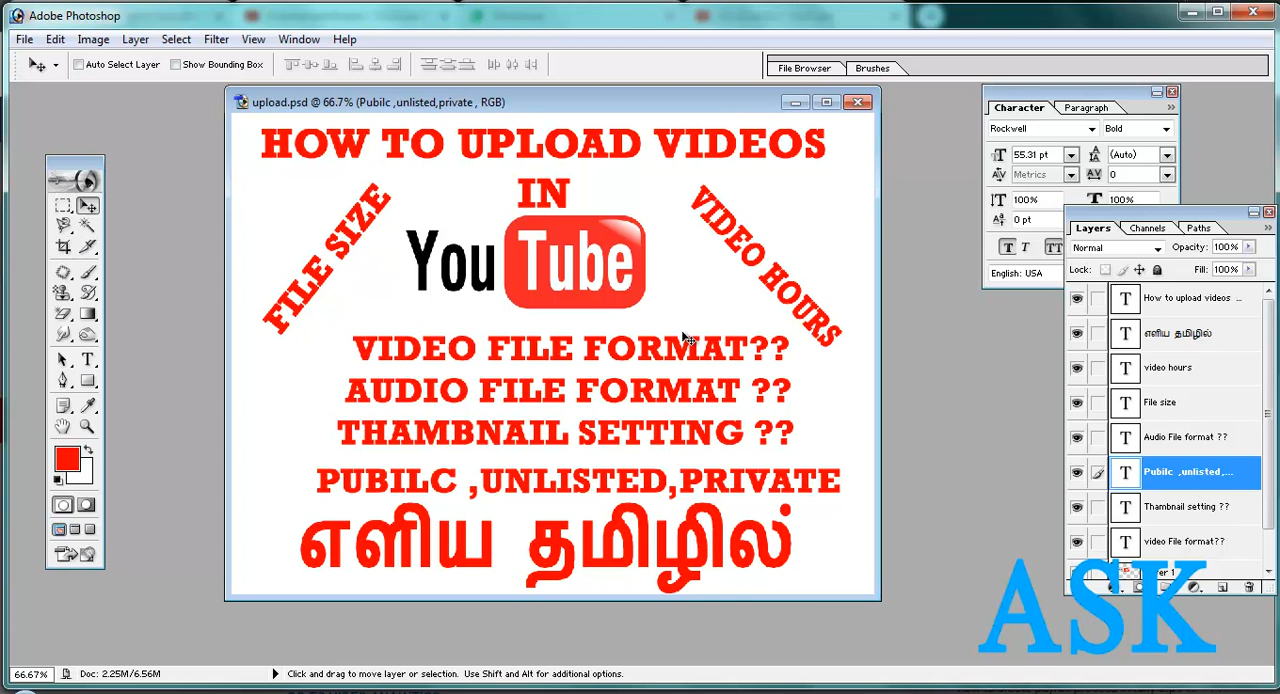 Adobe Photoshop
File Edit Image Layer Select Filter View Window Help
Auto Select Layer Show Bounding Box File Browser Brushes
upload.psd @ 66.7% (Pubilc ,unlisted,private , RGB)
HOW TO UPLOAD VIDEOS
IN
FILE SIZE
You Tube
VIDEO HOURS
VIDEO FILE FORMAT??
AUDIO FILE FORMAT ??
THAMBNAIL SETTING ??
PUBILC ,UNLISTED,PRIVATE
எளிய தமிழில்
Character Paragraph
Rockwell Bold
55.31 pt (Auto)
Metrics 0
100% 100%
0 pt
T T TT
English: USA
Layers Channels Paths
Normal Opacity: 100%
Lock: Fill: 100%
T How to upload videos ...
T எளிய தமிழில்
T video hours
T File size
T Audio File format ??
T Pubilc ,unlisted,...
T Thambnail setting ??
T video File format??
ASK
66.67% Doc: 2.25M/6.56M Click and drag to move layer or selection. Use Shift and Alt for additional options.